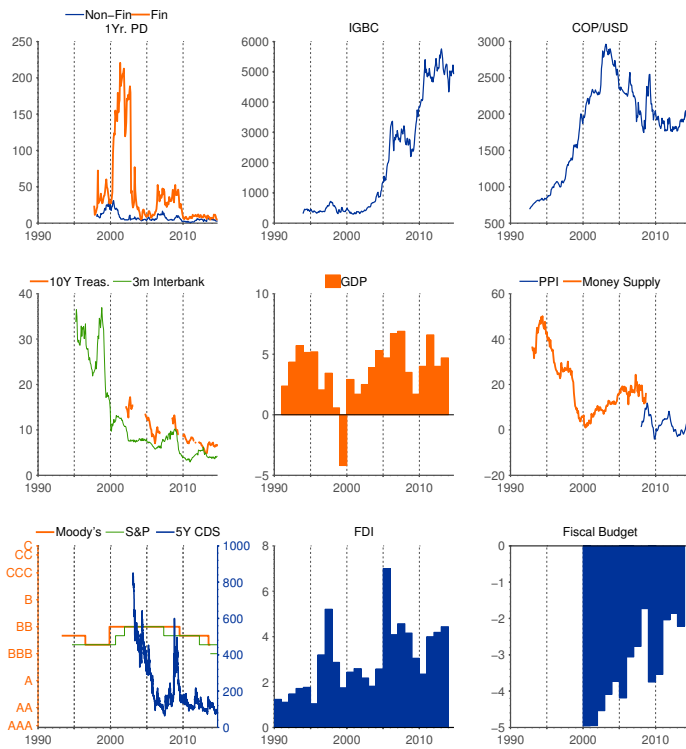 Non-Fin Fin
1Yr. PD IGBC COP/USD
250 6000 3000
200 5000 2500
150 4000 2000
100 3000 1500
50 2000 1000
0 1000 500
0
1990 2000 2010 1990 2000 2010 1990 2000 2010
10Y Treas. 3m Interbank GDP PPI Money Supply
40 10 60
30 5 40
20 0 20
10 −5 0
0 −20
1990 2000 2010 1990 2000 2010 1990 2000 2010
Moody's S&P 5Y CDS FDI Fiscal Budget
C 1000 8 0
CC
CCC 800 6 −1
B 600 4 −2
BB 400 2 −3
BBB 200 0 −4
A 0 −5
AA
AAA
1990 2000 2010 1990 2000 2010 1990 2000 2010